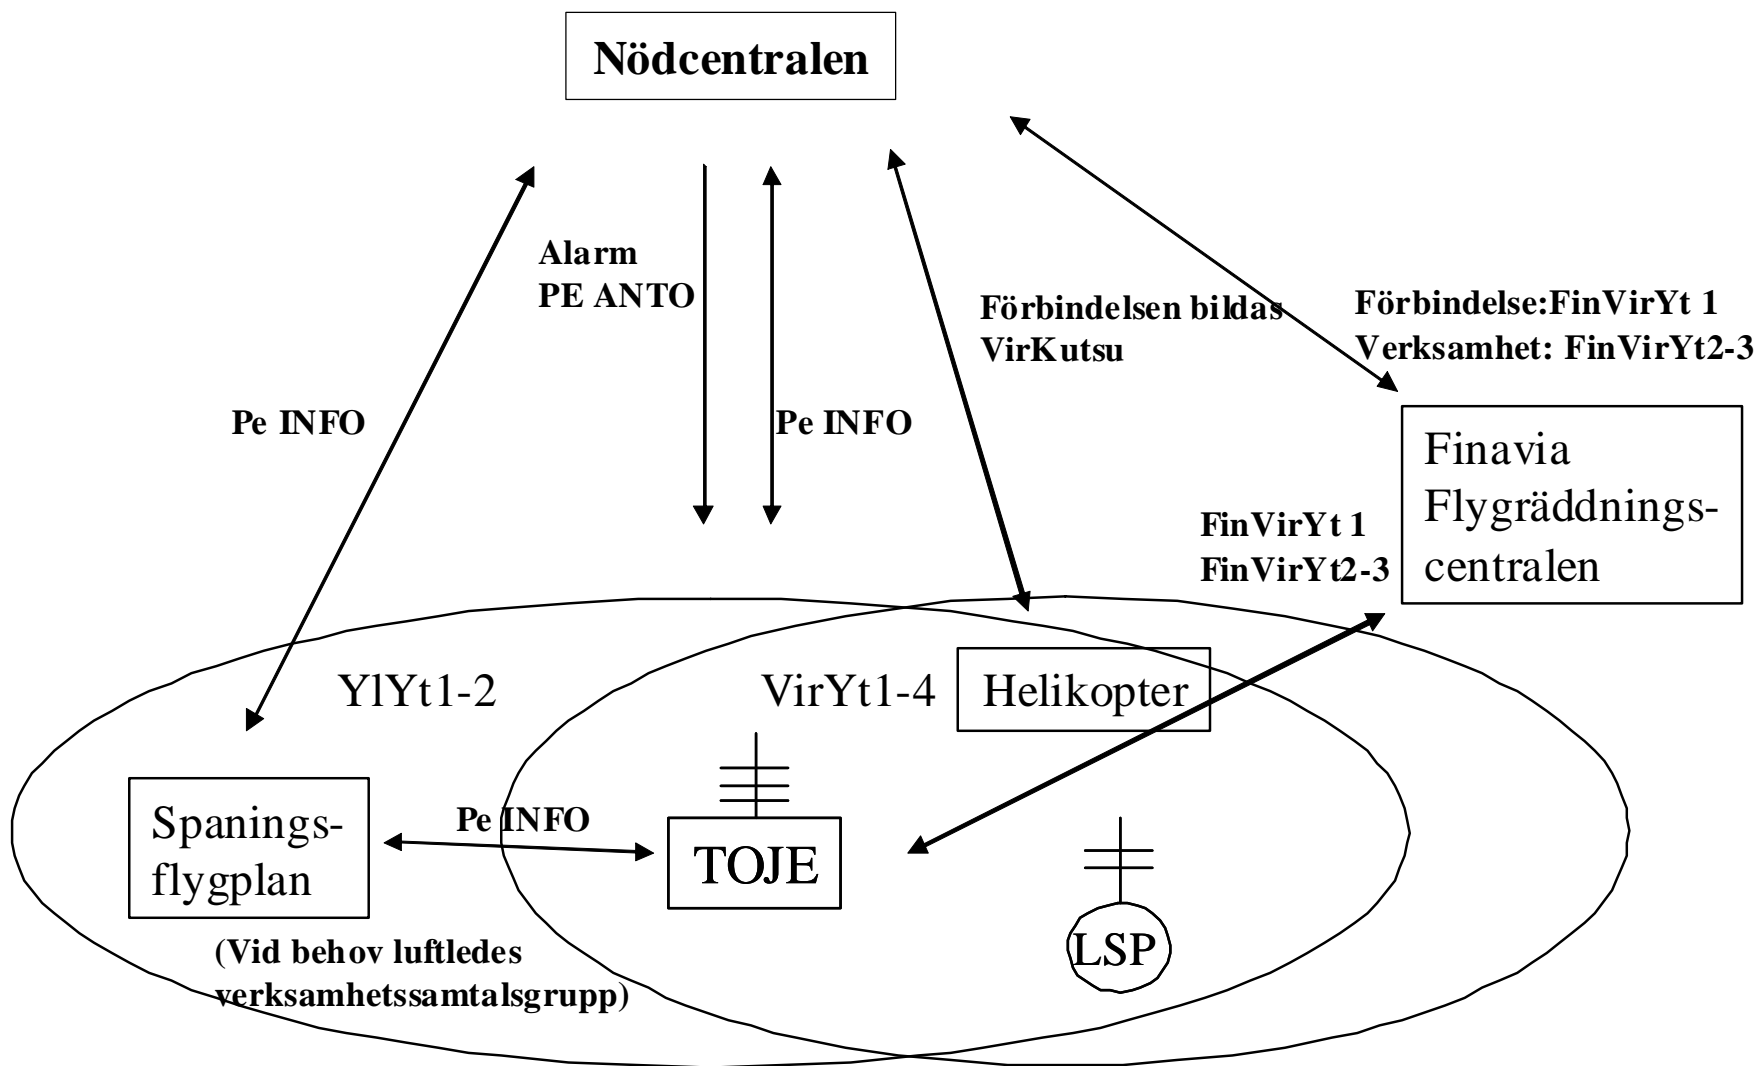 Nödcentralen
Alarm
PE ANTO
Förbindelsen bildas
VirKutsu
Förbindelse:FinVirYt 1
Verksamhet: FinVirYt2-3
Pe INFO
Pe INFO
Finavia
Flygräddnings-
centralen
FinVirYt 1
FinVirYt2-3
YlYt1-2
VirYt1-4
Helikopter
Spanings-
flygplan
Pe INFO
TOJE
LSP
(Vid behov luftledes
verksamhetssamtalsgrupp)